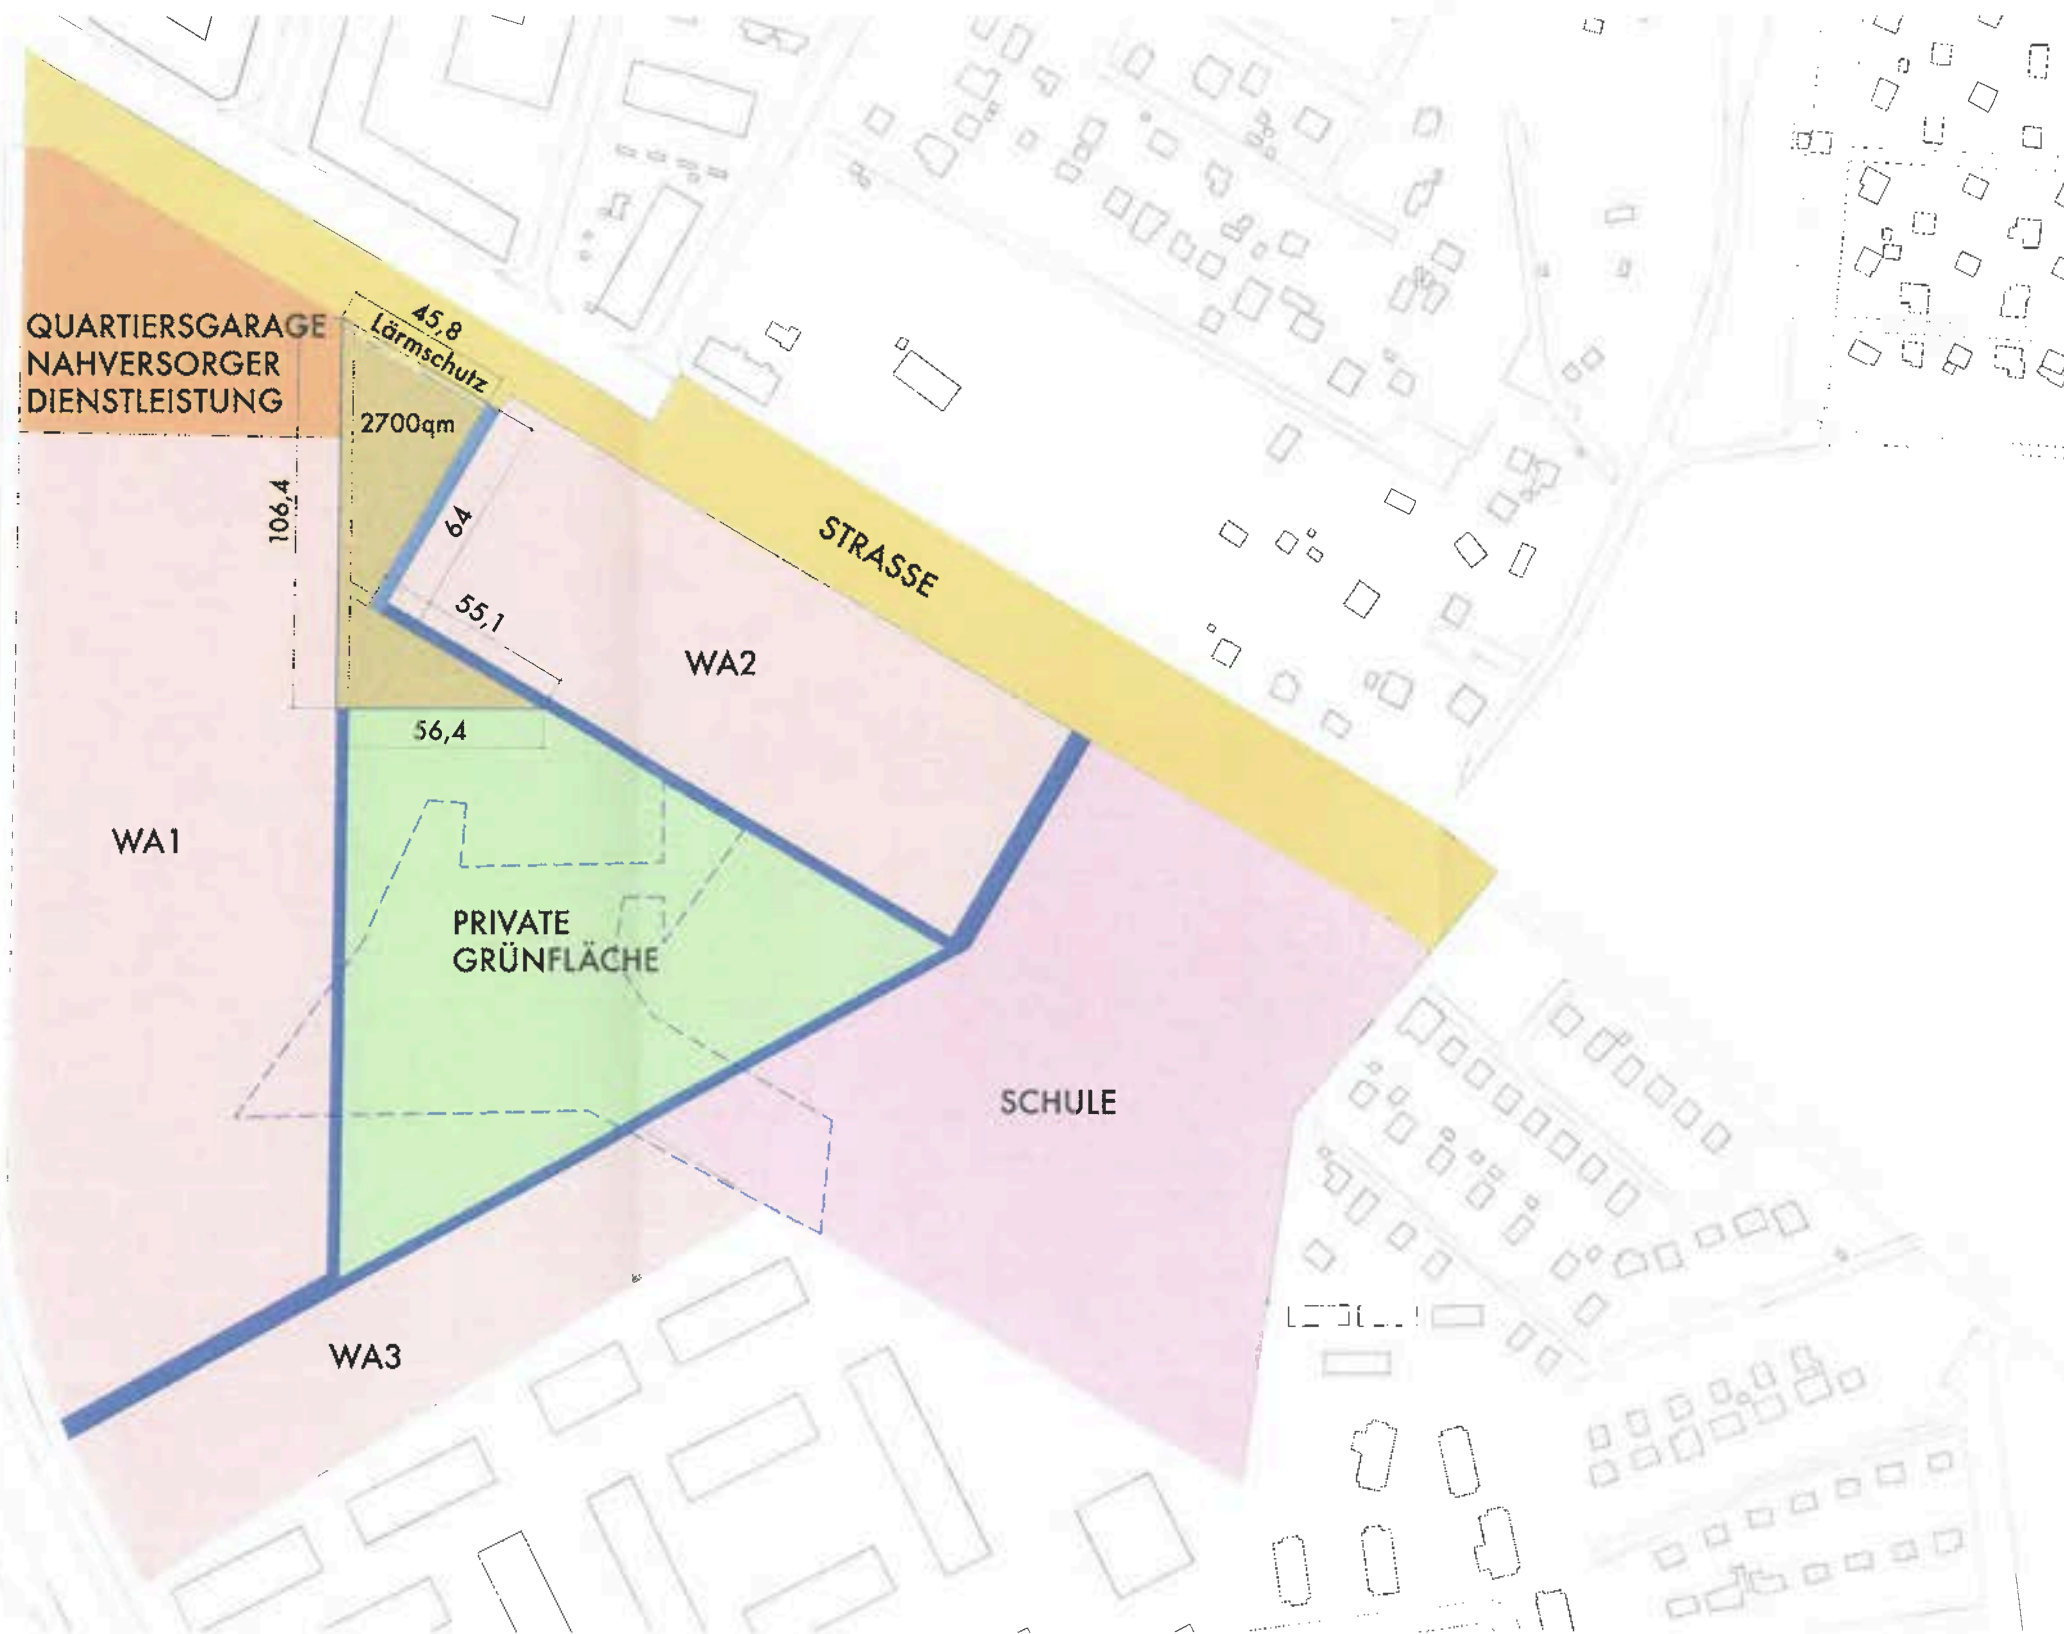 45,8
Lärmschutz
QUARTIERSGARAGE
NAHVERSORGER
DIENSTLEISTUNG
2700qm
106,4
64
STRASSE
55,1
WA2
56,4
WA1
PRIVATE
GRÜNFLÄCHE
SCHULE
WA3